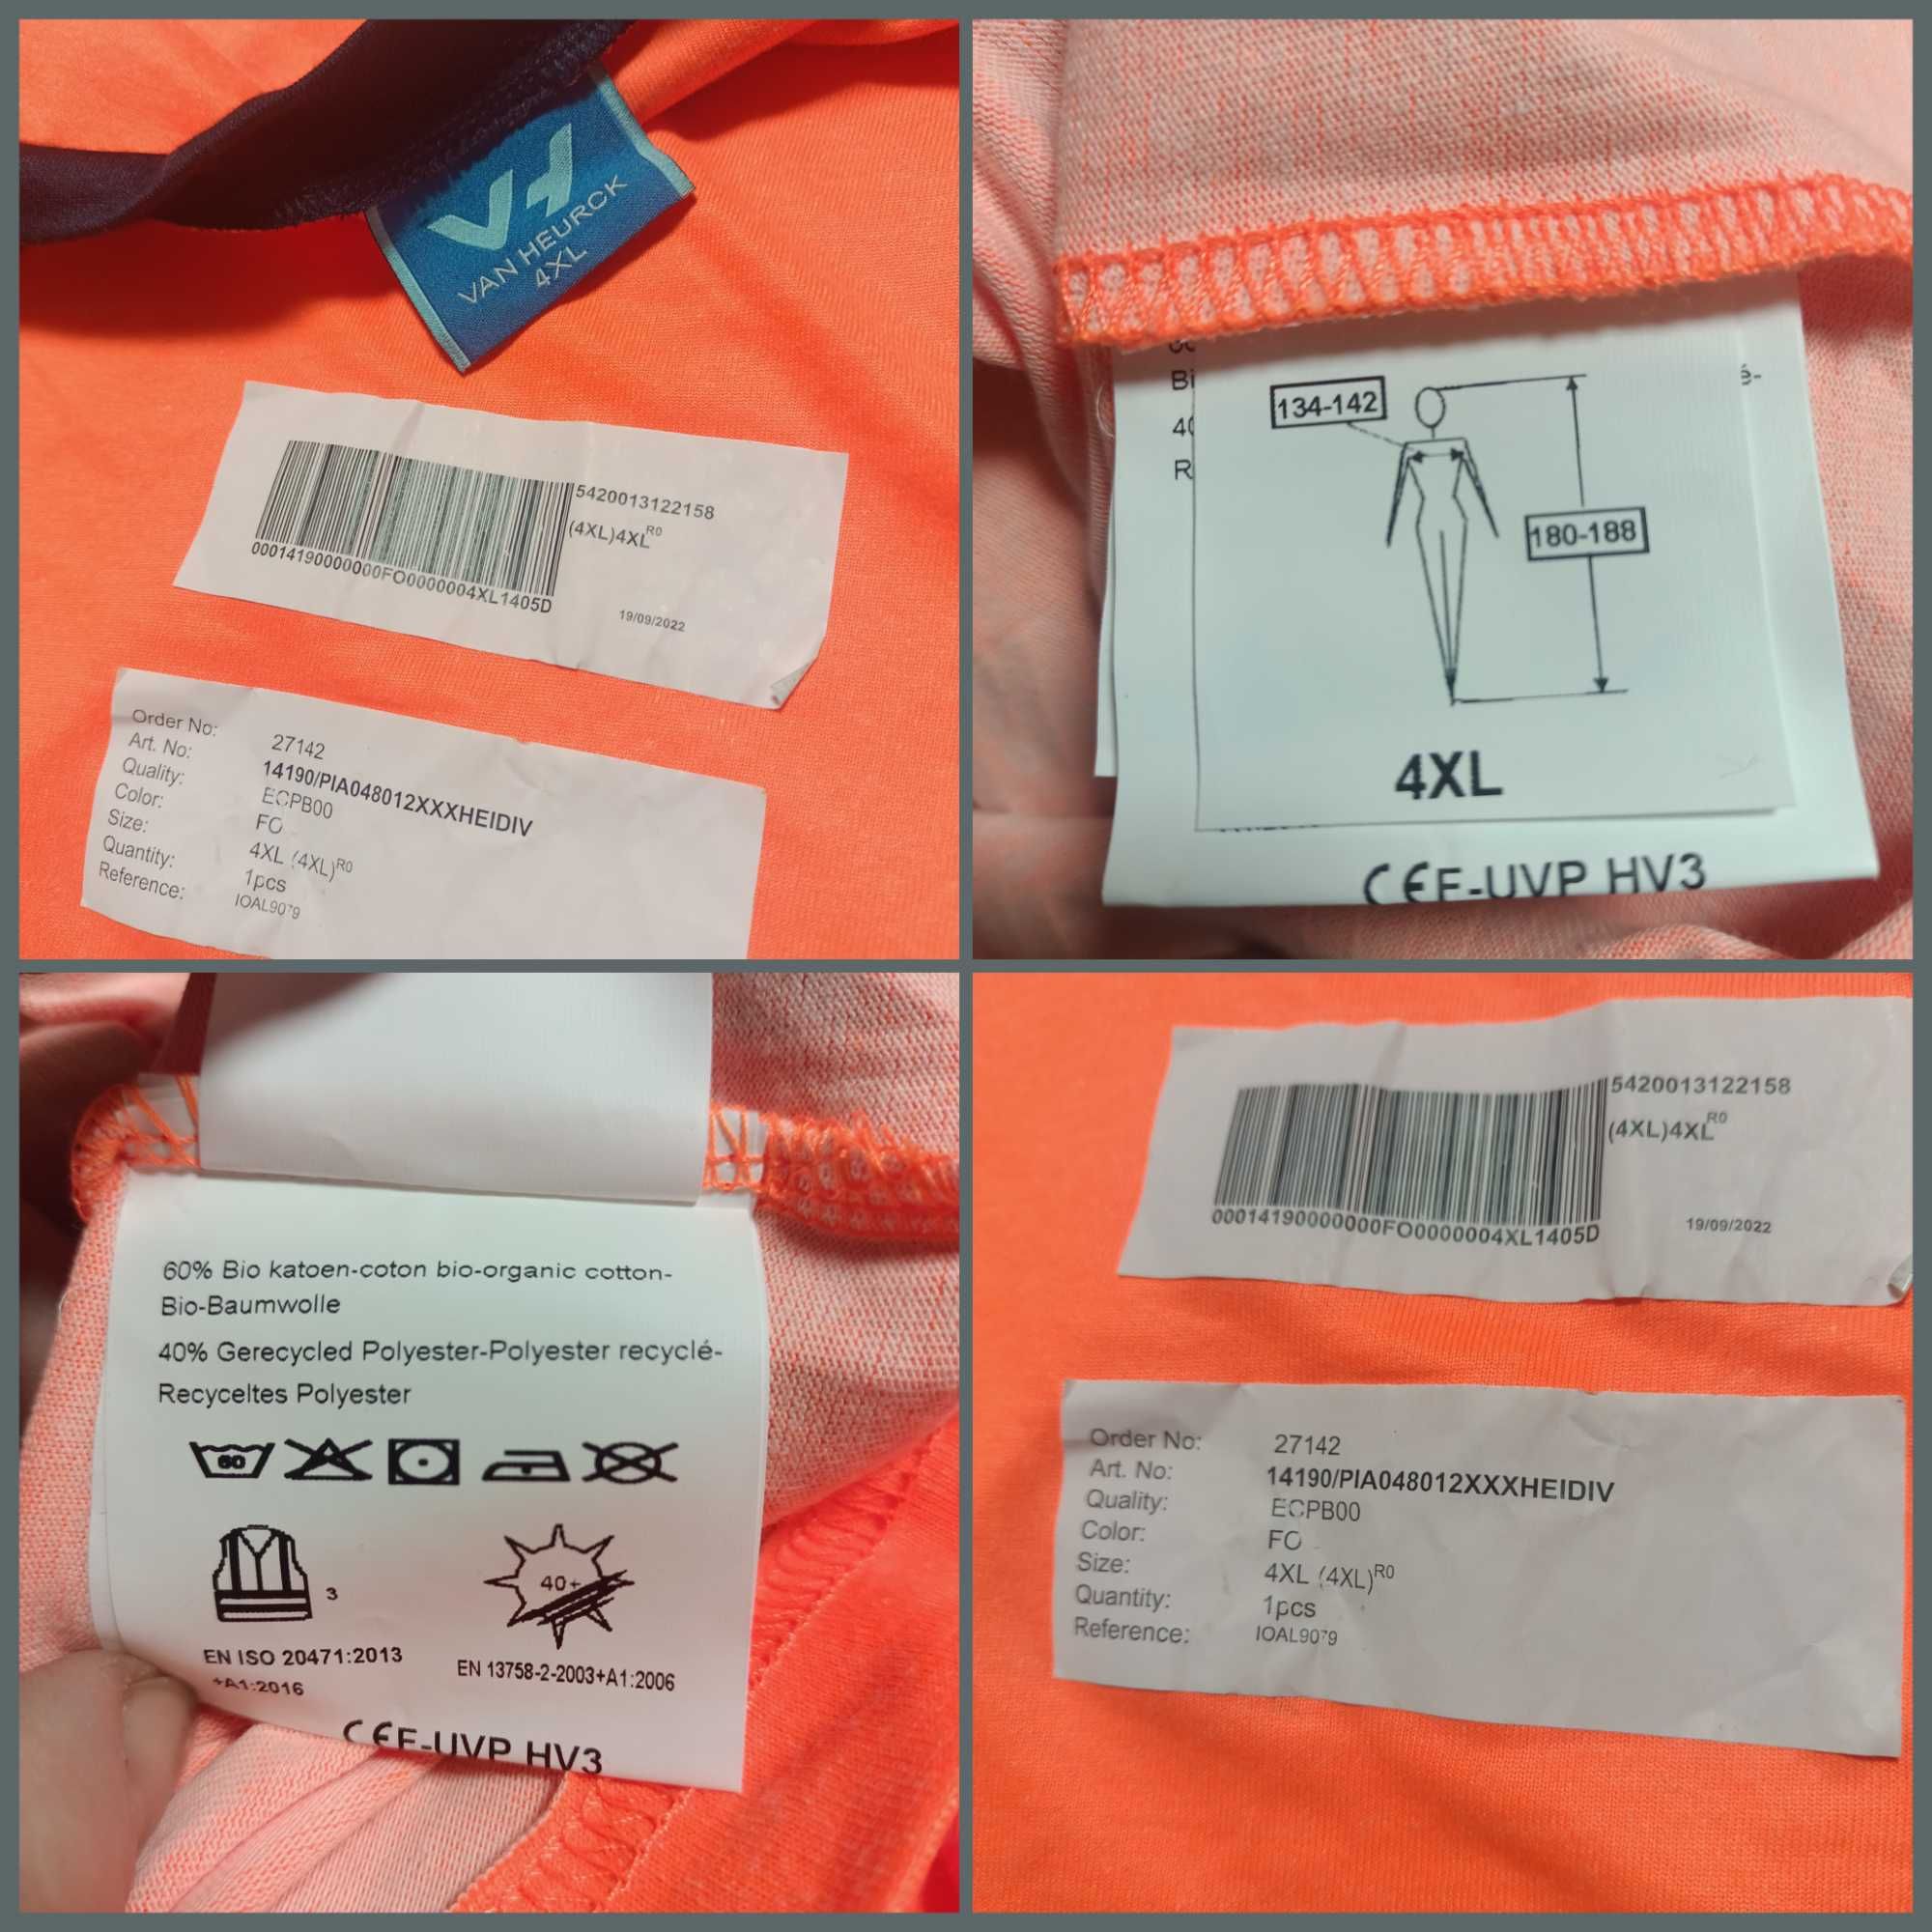 VH
VAN HEURCK
4XL
5420013122158
(4XL)4XL R0
00014190000000FO0000004XL1405D
19/09/2022
Order No: 27142
Art. No: 14190/PIA048012XXXHEIDIV
Quality: ECPB00
Color: FO
Size: 4XL (4XL)R0
Quantity: 1pcs
Reference: IOAL9079
Bi
40
R
é-
134-142
180-188
4XL
CE F-UVP HV3
60% Bio katoen-coton bio-organic cotton-
Bio-Baumwolle
40% Gerecycled Polyester-Polyester recyclé-
Recyceltes Polyester
60
3
40+
EN ISO 20471:2013
+A1:2016
EN 13758-2-2003+A1:2006
CE F-UVP HV3
5420013122158
(4XL)4XL R0
00014190000000FO0000004XL1405D
19/09/2022
Order No: 27142
Art. No: 14190/PIA048012XXXHEIDIV
Quality: ECPB00
Color: FO
Size: 4XL (4XL)R0
Quantity: 1pcs
Reference: IOAL9079